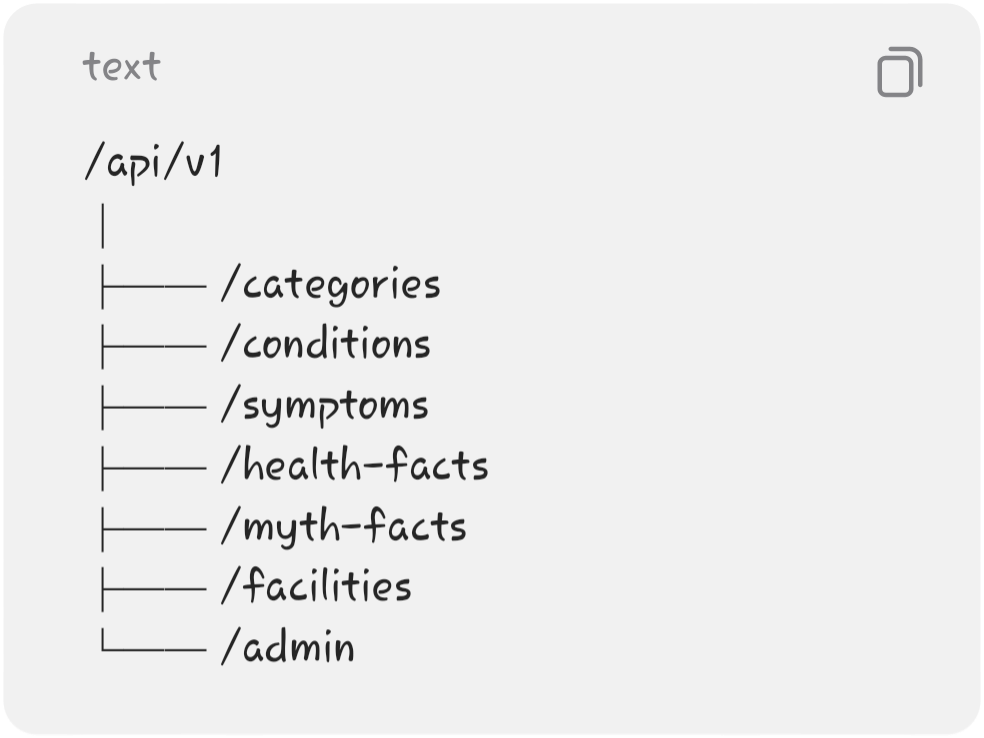 text
/api/v1
│
├── /categories
├── /conditions
├── /symptoms
├── /health-facts
├── /myth-facts
├── /facilities
└── /admin